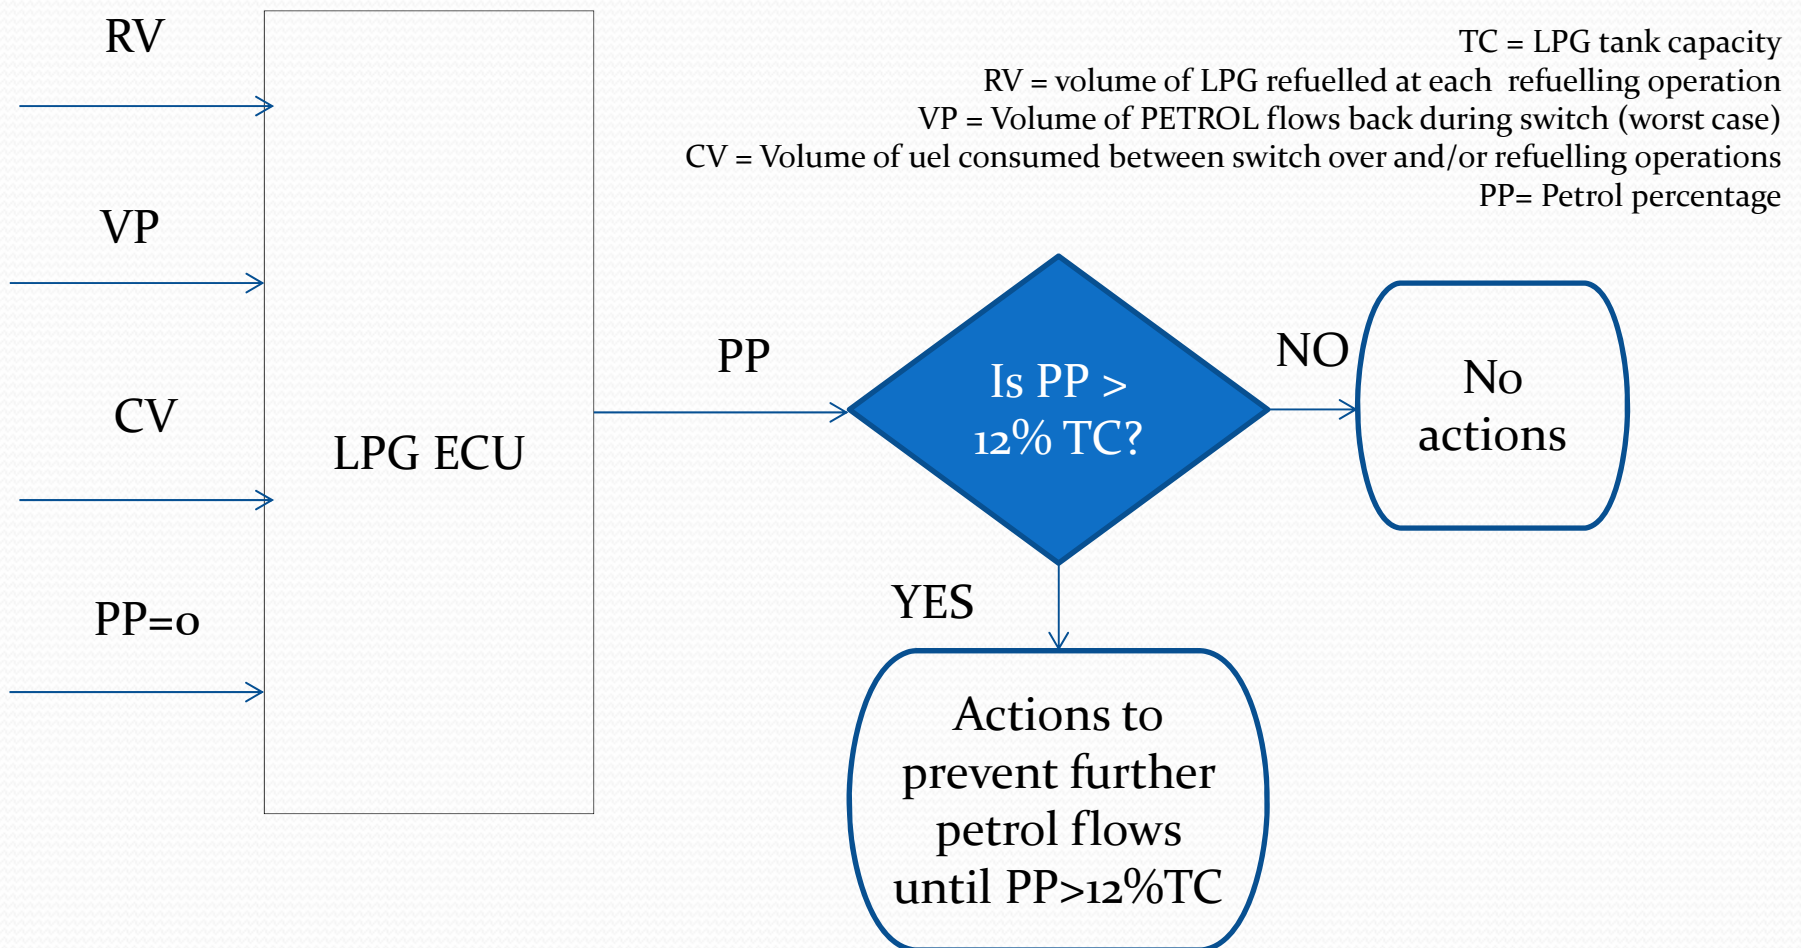 RV
TC = LPG tank capacity
RV = volume of LPG refuelled at each refuelling operation
VP = Volume of PETROL flows back during switch (worst case)
CV = Volume of uel consumed between switch over and/or refuelling operations
PP= Petrol percentage
VP
CV
PP=0
LPG ECU
PP
Is PP >
12% TC?
NO
No
actions
YES
Actions to
prevent further
petrol flows
until PP>12%TC